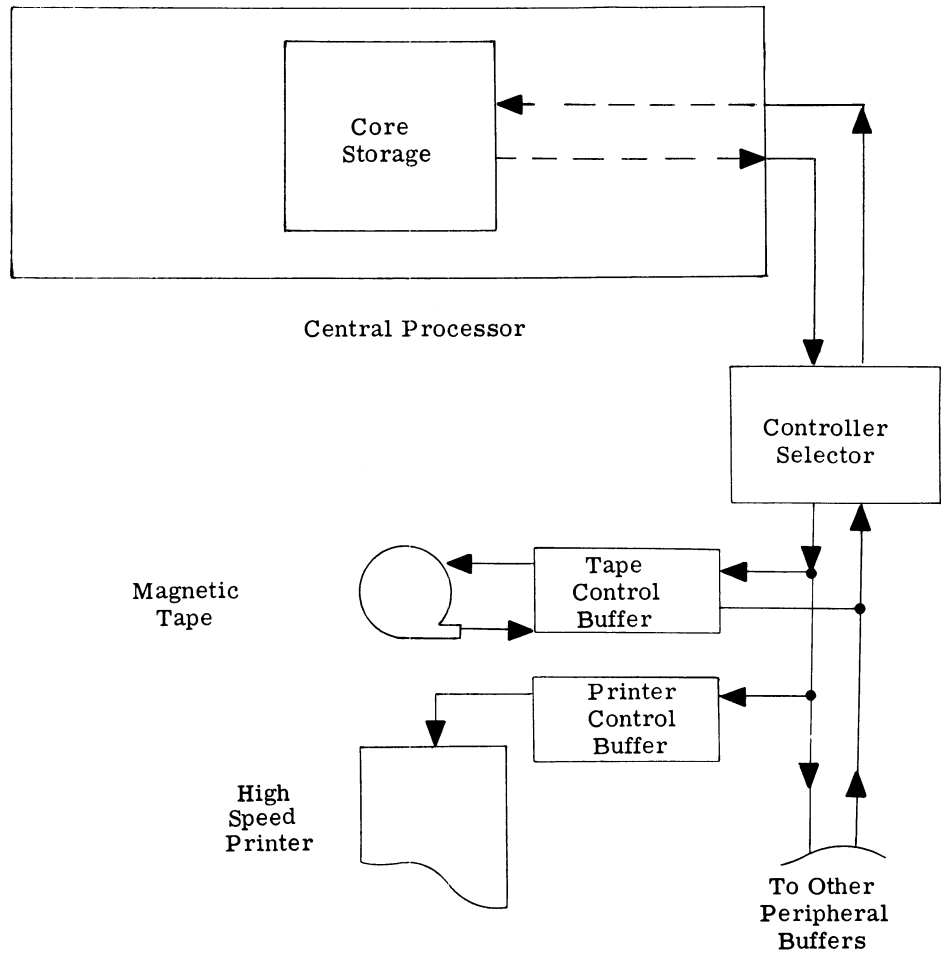 Core
Storage
Central Processor
Controller
Selector
Magnetic
Tape
Tape
Control
Buffer
Printer
Control
Buffer
High
Speed
Printer
To Other
Peripheral
Buffers